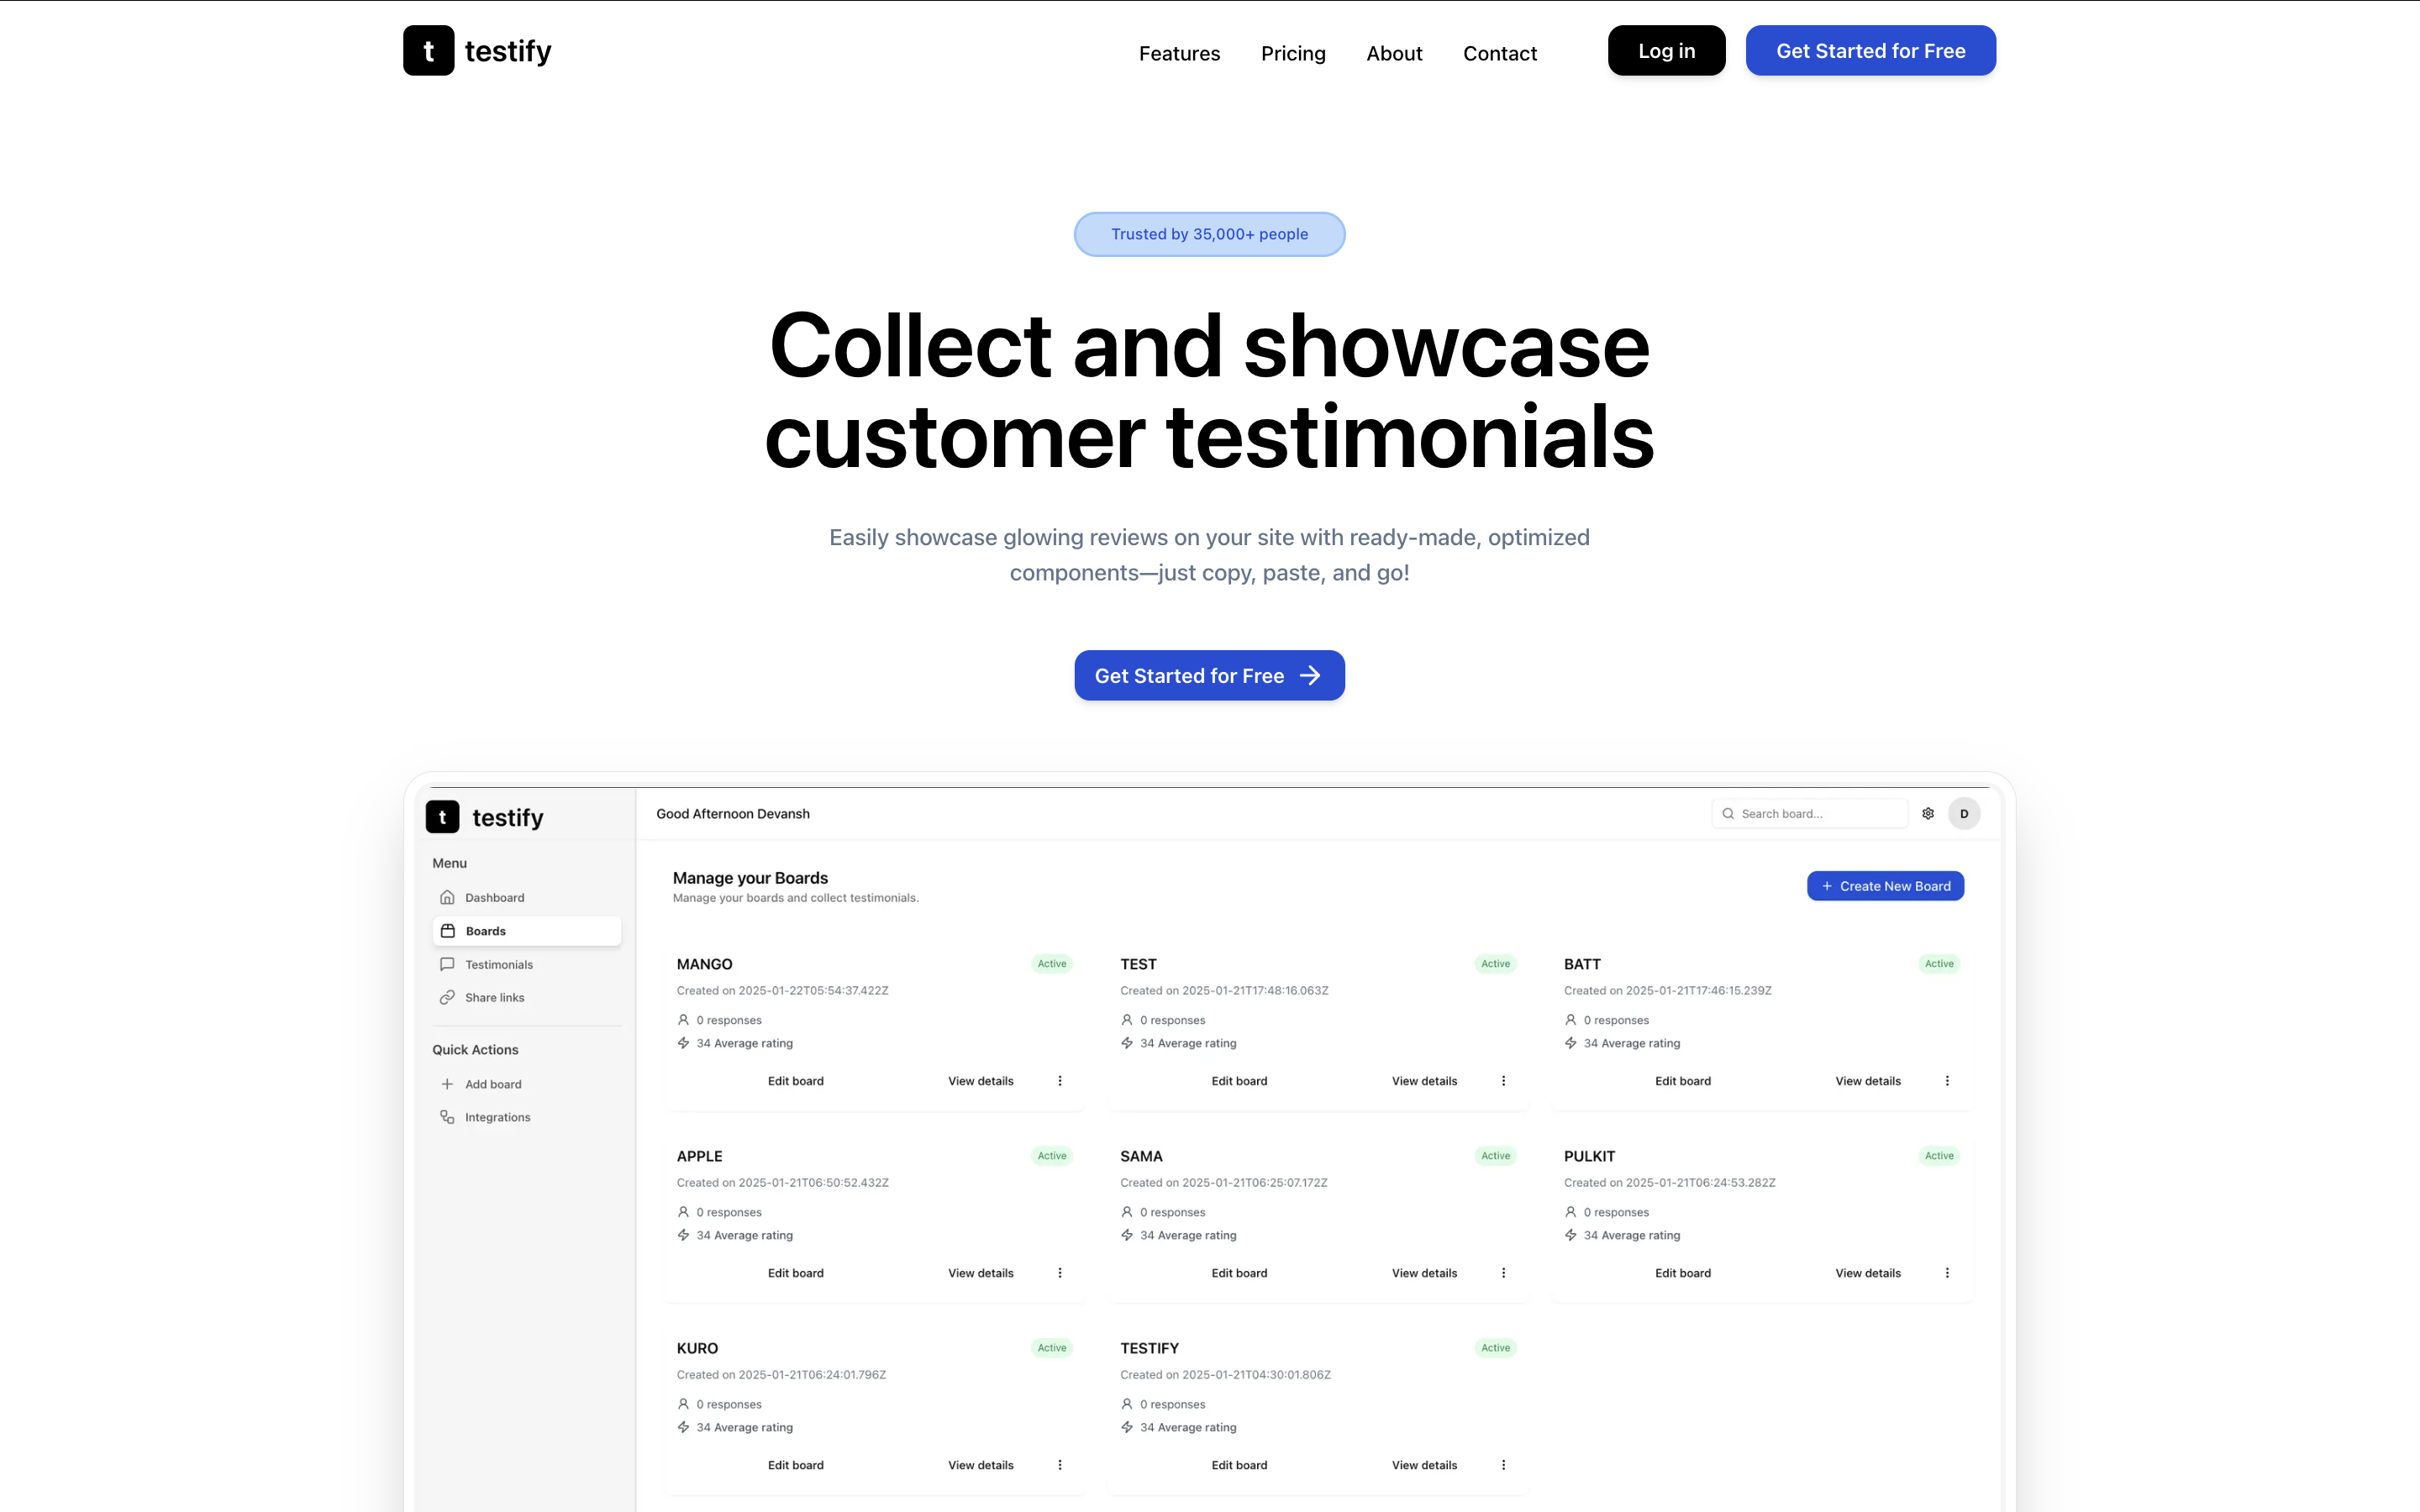 t testify
Features Pricing About Contact Log in Get Started for Free
Trusted by 35,000+ people
Collect and showcase
customer testimonials
Easily showcase glowing reviews on your site with ready-made, optimized
components—just copy, paste, and go!
Get Started for Free
t testify
Menu
Dashboard
Boards
Testimonials
Share links
Quick Actions
Add board
Integrations
Good Afternoon Devansh
Search board...
D
Manage your Boards
Manage your boards and collect testimonials.
Create New Board
MANGO Active
Created on 2025-01-22T05:54:37.422Z
0 responses
34 Average rating
Edit board View details
TEST Active
Created on 2025-01-21T17:48:16.063Z
0 responses
34 Average rating
Edit board View details
BATT Active
Created on 2025-01-21T17:46:15.239Z
0 responses
34 Average rating
Edit board View details
APPLE Active
Created on 2025-01-21T06:50:52.432Z
0 responses
34 Average rating
Edit board View details
SAMA Active
Created on 2025-01-21T06:25:07.172Z
0 responses
34 Average rating
Edit board View details
PULKIT Active
Created on 2025-01-21T06:24:53.282Z
0 responses
34 Average rating
Edit board View details
KURO Active
Created on 2025-01-21T06:24:01.796Z
0 responses
34 Average rating
Edit board View details
TESTIFY Active
Created on 2025-01-21T04:30:01.806Z
0 responses
34 Average rating
Edit board View details